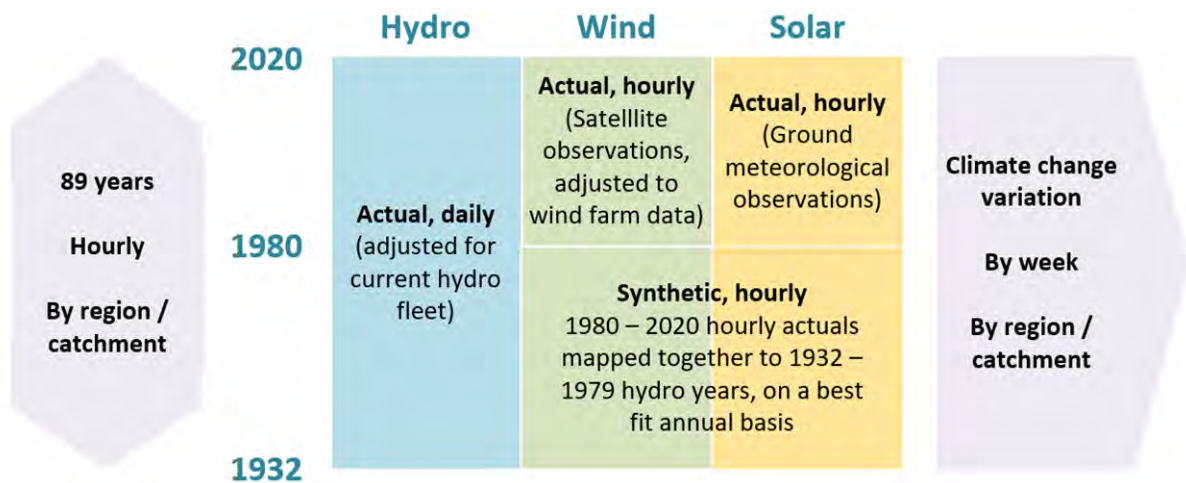 Hydro
Wind
Solar
2020
1980
1932
89 years
Hourly
By region /
catchment
Actual, daily
(adjusted for
current hydro
fleet)
Actual, hourly
(Satelllite
observations,
adjusted to
wind farm data)
Actual, hourly
(Ground
meteorological
observations)
Synthetic, hourly
1980 – 2020 hourly actuals
mapped together to 1932 –
1979 hydro years, on a best
fit annual basis
Climate change
variation
By week
By region /
catchment